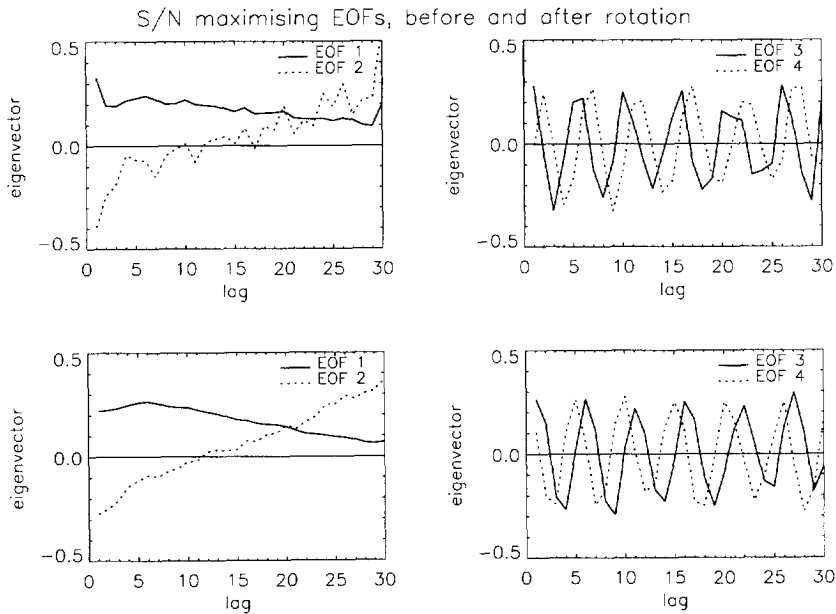 S/N maximising EOFs, before and after rotation
0.5
0.0
−0.5
eigenvector
EOF 1
EOF 2
0 5 10 15 20 25 30
lag
0.5
0.0
−0.5
eigenvector
EOF 3
EOF 4
0 5 10 15 20 25 30
lag
0.5
0.0
−0.5
eigenvector
EOF 1
EOF 2
0 5 10 15 20 25 30
lag
0.5
0.0
−0.5
eigenvector
EOF 3
EOF 4
0 5 10 15 20 25 30
lag